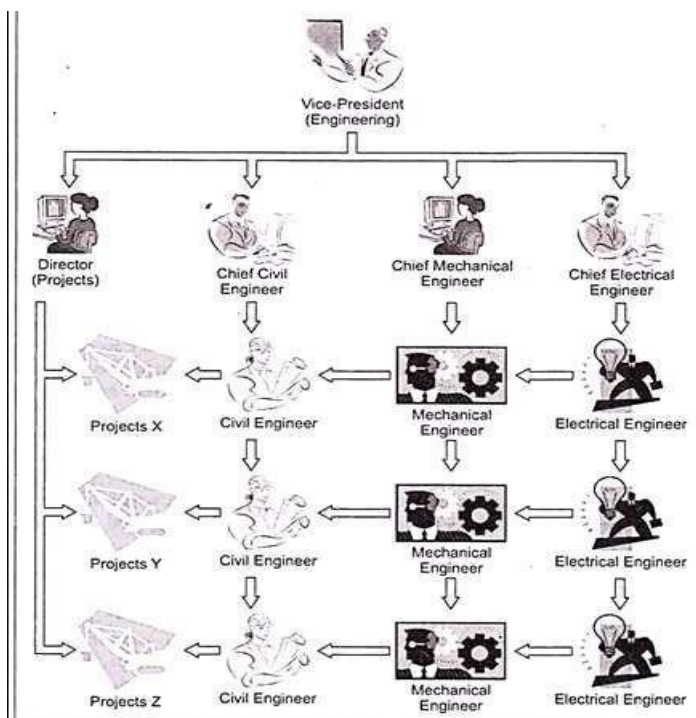 Vice-President
(Engineering)
Director
(Projects)
Chief Civil
Engineer
Chief Mechanical
Engineer
Chief Electrical
Engineer
Projects X
Civil Engineer
Mechanical
Engineer
Electrical Engineer
Projects Y
Civil Engineer
Mechanical
Engineer
Electrical Engineer
Projects Z
Civil Engineer
Mechanical
Engineer
Electrical Engineer